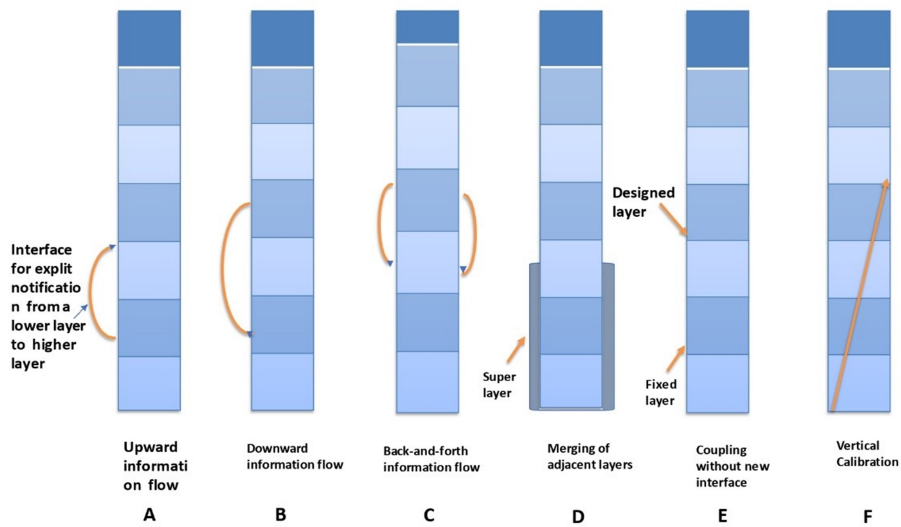 Interface
for explit
notificatio
n from a
lower layer
to higher
layer
Super
layer
Designed
layer
Fixed
layer
Upward
informati
on flow
Downward
information flow
Back-and-forth
information flow
Merging of
adjacent layers
Coupling
without new
interface
Vertical
Calibration
A
B
C
D
E
F